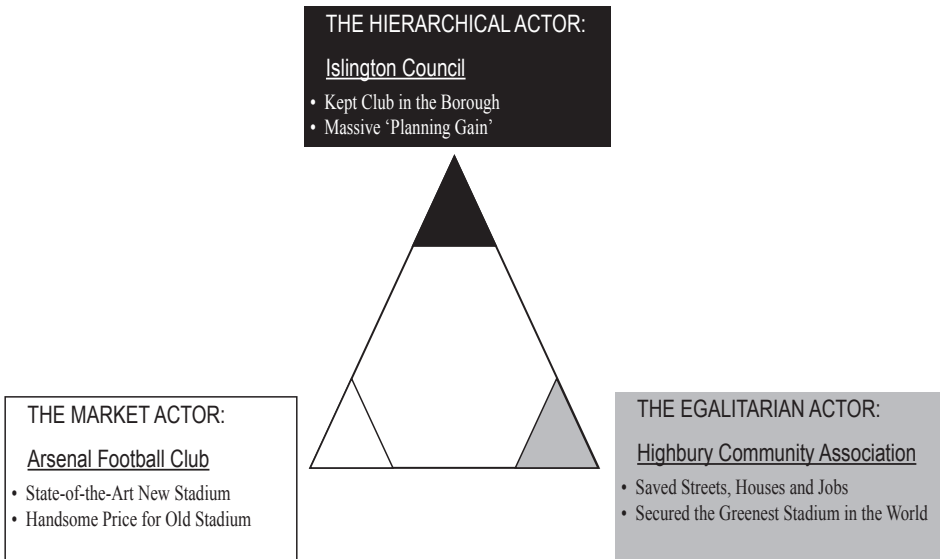 THE HIERARCHICAL ACTOR:
Islington Council
• Kept Club in the Borough
• Massive ‘Planning Gain’
THE MARKET ACTOR:
Arsenal Football Club
• State-of-the-Art New Stadium
• Handsome Price for Old Stadium
THE EGALITARIAN ACTOR:
Highbury Community Association
• Saved Streets, Houses and Jobs
• Secured the Greenest Stadium in the World